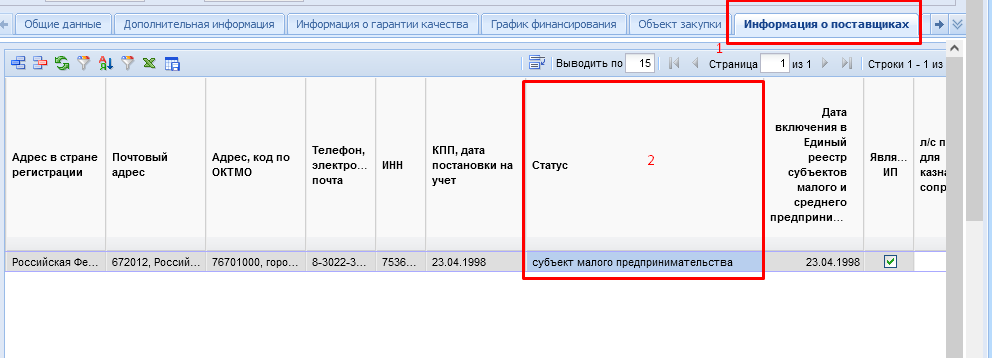 Общие данные Дополнительная информация Информация о гарантии качества График финансирования Объект закупки Информация о поставщиках
1
Выводить по 15 Страница 1 из 1 Строки 1 - 1 из
Адрес в стране
регистрации
Почтовый
адрес
Адрес, код по
ОКТМО
Телефон,
электро...
почта
ИНН
КПП, дата
постановки на
учет
Статус
2
Дата
включения в
Единый
реестр
субъектов
малого и
среднего
предприни...
Явля...
ИП
л/с п
для
казна
сопр
Российская Фе... 672012, Россий... 76701000, горо... 8-3022-3... 7536... 23.04.1998 субъект малого предпринимательства 23.04.1998